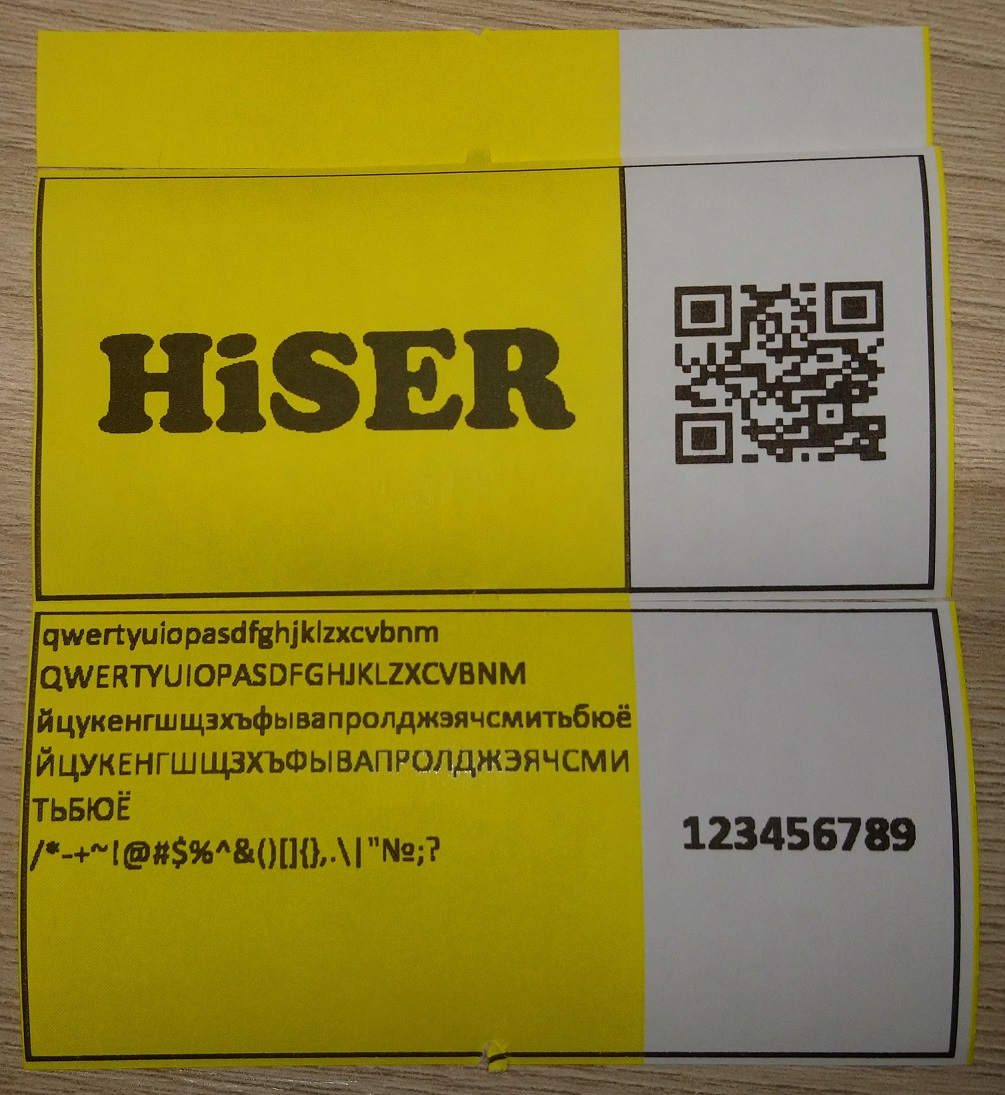 HiSER
qwertyuiopasdfghjklzxcvbnm
QWERTYUIOPASDFGHJKLZXCVBNM
йцукенгшщзхъфывапролджэячсмитьбюё
ЙЦУКЕНГШЩЗХЪФЫВАПРОЛДЖЭЯЧСМИ
ТЬБЮЁ
/*-+~!@#$%^&()[]{},.\|"№;?
123456789